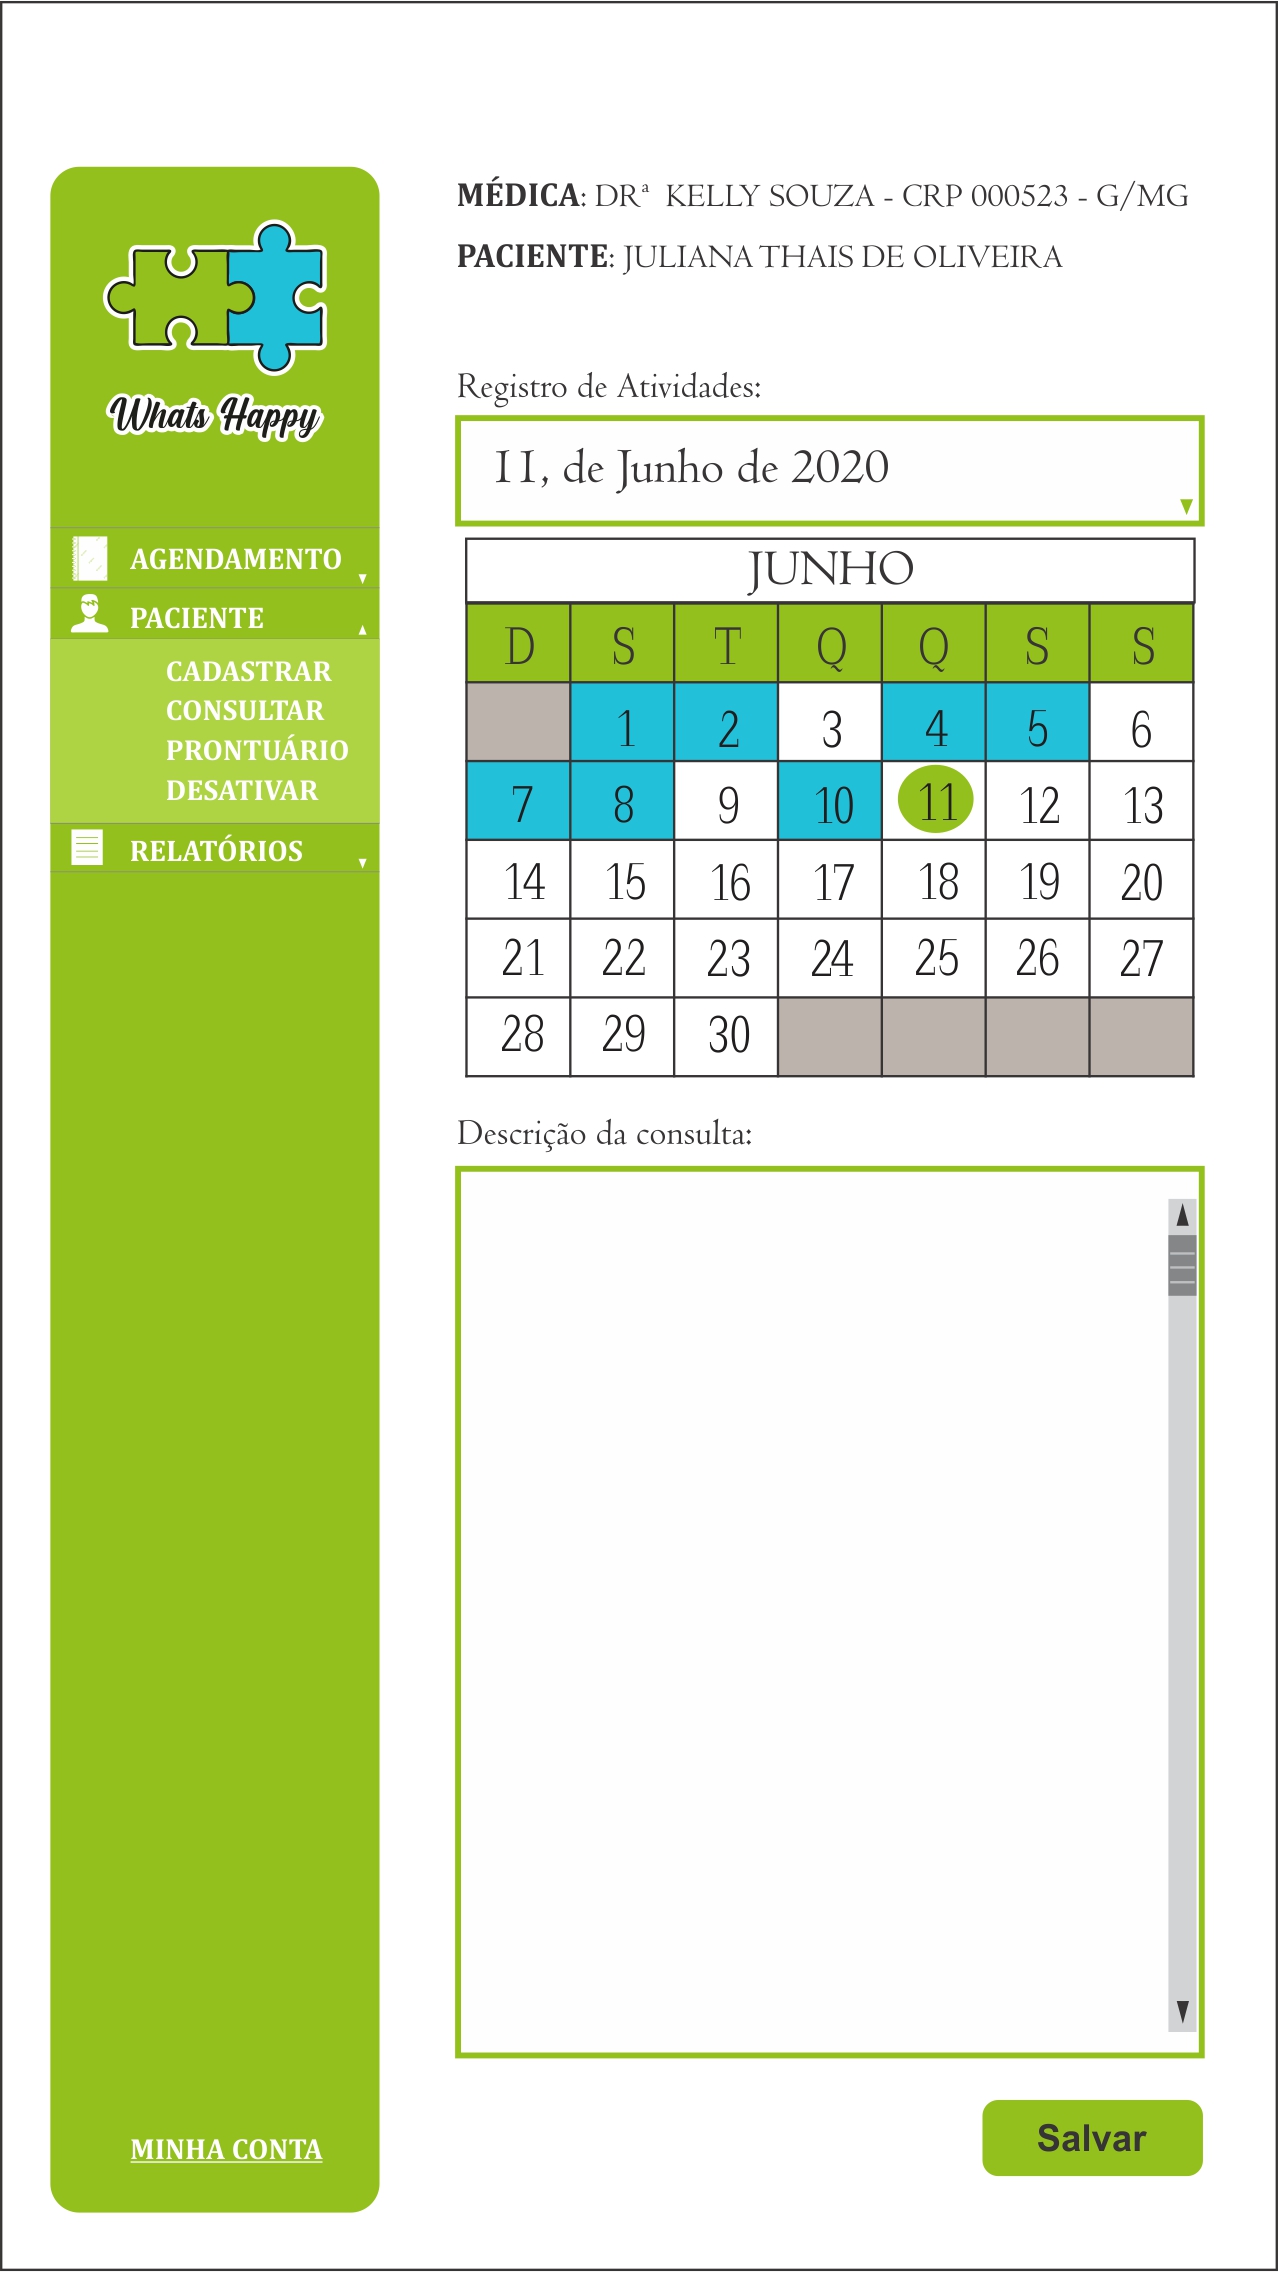 Whats Happy
AGENDAMENTO
PACIENTE
CADASTRAR
CONSULTAR
PRONTUÁRIO
DESATIVAR
RELATÓRIOS
MINHA CONTA
MÉDICA: DRª KELLY SOUZA - CRP 000523 - G/MG
PACIENTE: JULIANA THAIS DE OLIVEIRA
Registro de Atividades:
11, de Junho de 2020
JUNHO
D S T Q Q S S
1 2 3 4 5 6
7 8 9 10 11 12 13
14 15 16 17 18 19 20
21 22 23 24 25 26 27
28 29 30
Descrição da consulta:
Salvar